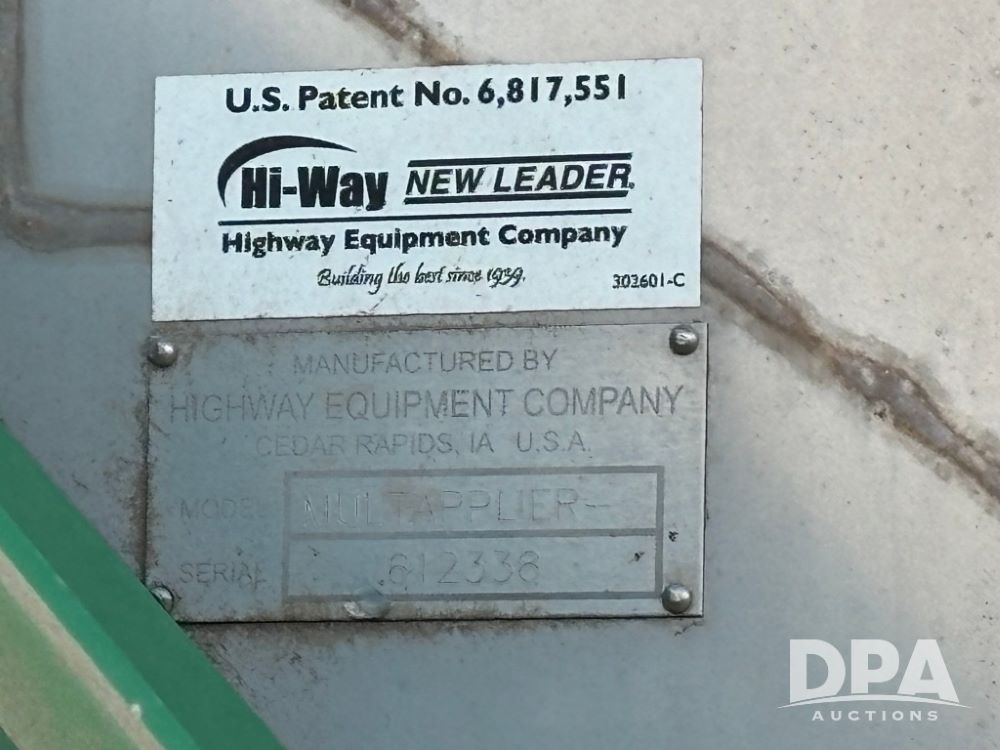 U.S. Patent No. 6,817,551
Hi-Way NEW LEADER®
Highway Equipment Company
Building the best since 1939.
303601-C
MANUFACTURED BY
HIGHWAY EQUIPMENT COMPANY
CEDAR RAPIDS, IA U.S.A.
MODEL MULTAPPLIER-
SERIAL 612338
DPA
AUCTIONS